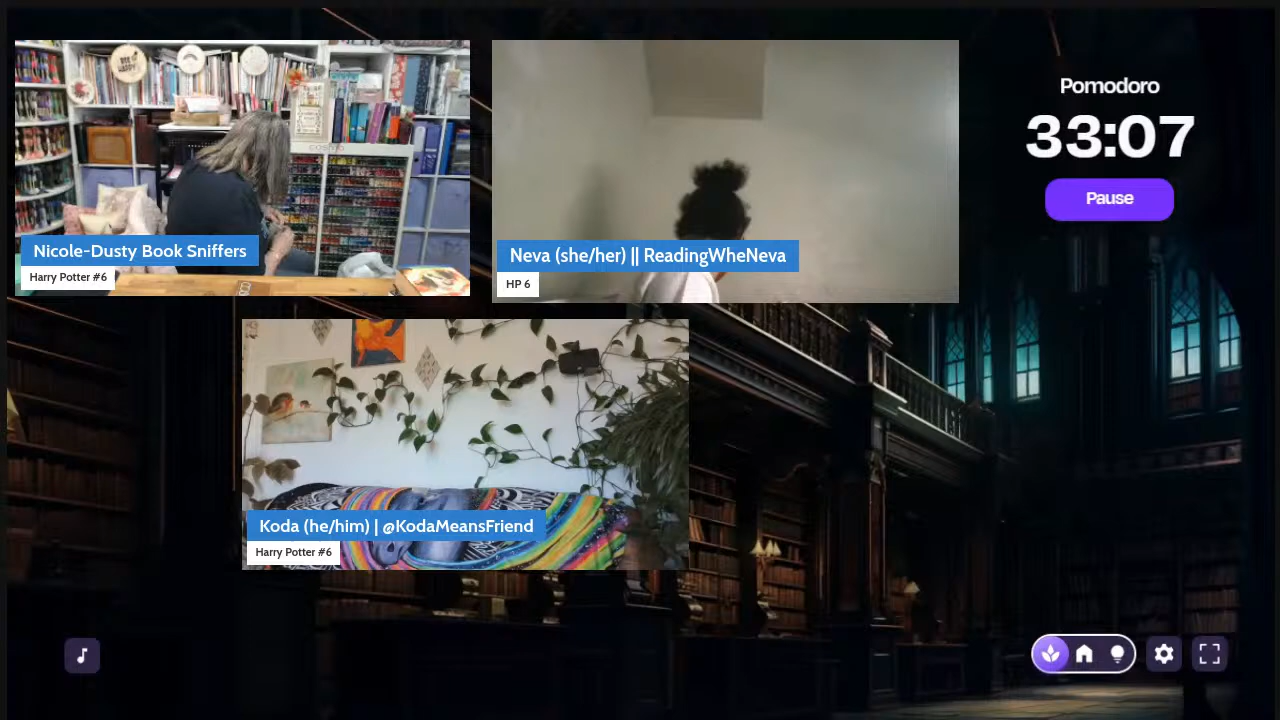 Pomodoro
33:07
Pause
Nicole-Dusty Book Sniffers
Harry Potter #6
Neva (she/her) || ReadingWheNeva
HP 6
Koda (he/him) | @KodaMeansFriend
Harry Potter #6